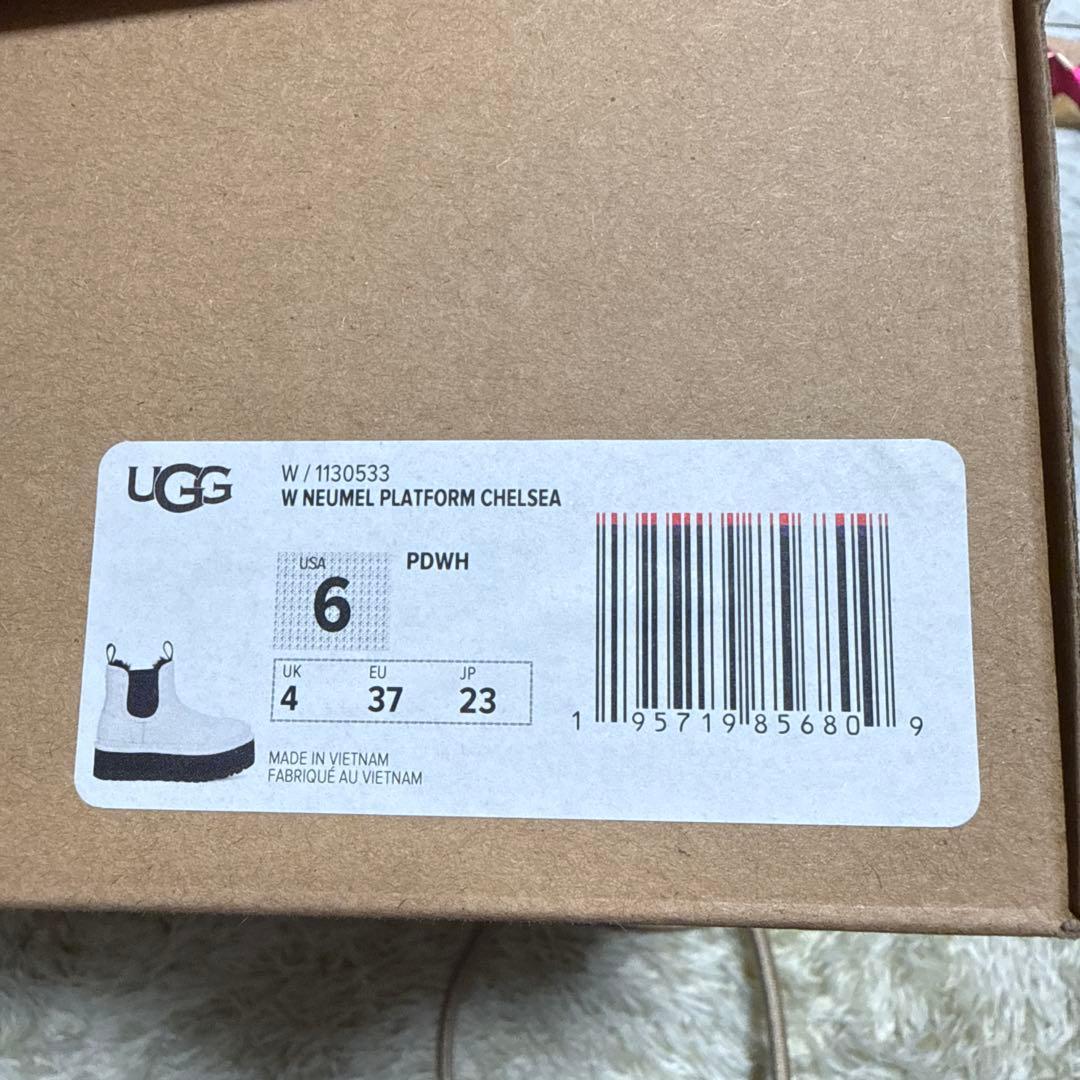 UGG
W / 1130533
W NEUMEL PLATFORM CHELSEA
USA
6
PDWH
UK EU JP
4 37 23
MADE IN VIETNAM
FABRIQUÉ AU VIETNAM
1 95719 85680 9